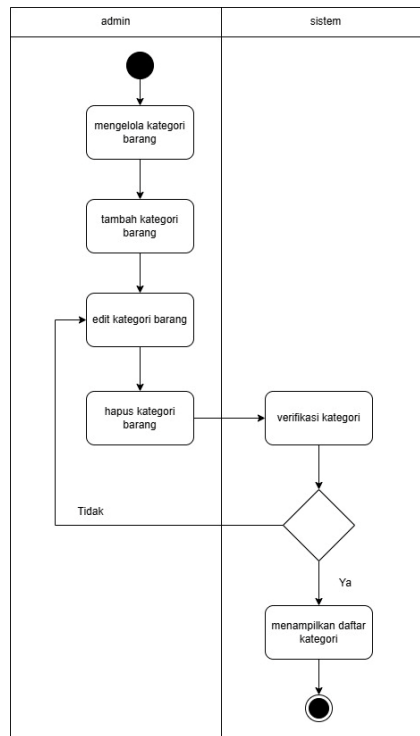 admin
sistem
mengelola kategori
barang
tambah kategori
barang
edit kategori barang
hapus kategori
barang
verifikasi kategori
Tidak
Ya
menampilkan daftar
kategori